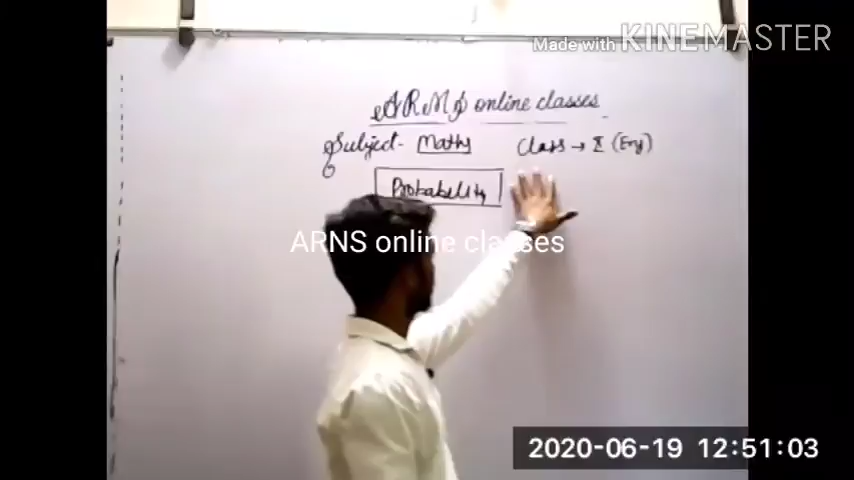 Made with KINEMASTER
ARNS online classes
Subject- Maths Class → X (Eng)
Probability
ARNS online classes
2020-06-19 12:51:03